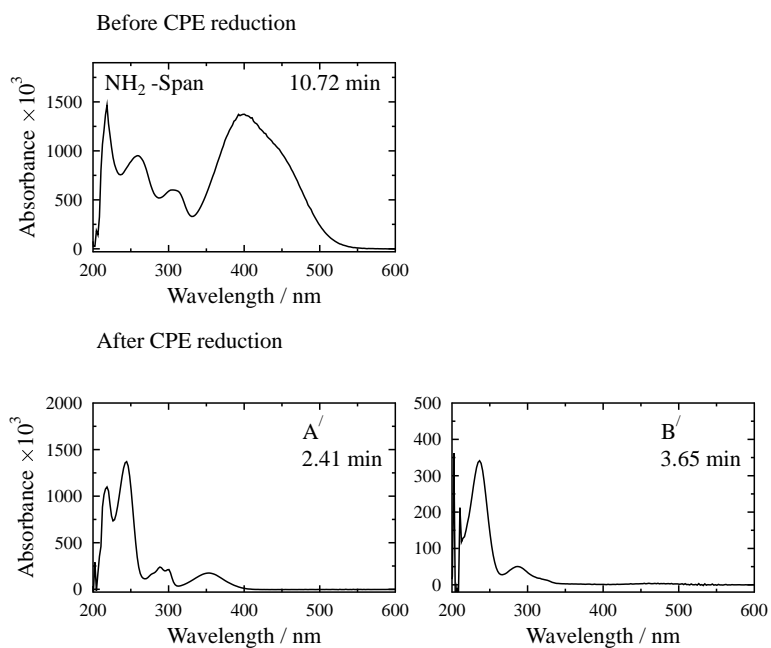 Before CPE reduction
NH₂ -Span 10.72 min
1500
1000
500
0
Absorbance ×10³
200 300 400 500 600
Wavelength / nm
After CPE reduction
A′
2.41 min
2000
1500
1000
500
0
Absorbance ×10³
200 300 400 500 600
Wavelength / nm
B′
3.65 min
500
400
300
200
100
0
200 300 400 500 600
Wavelength / nm